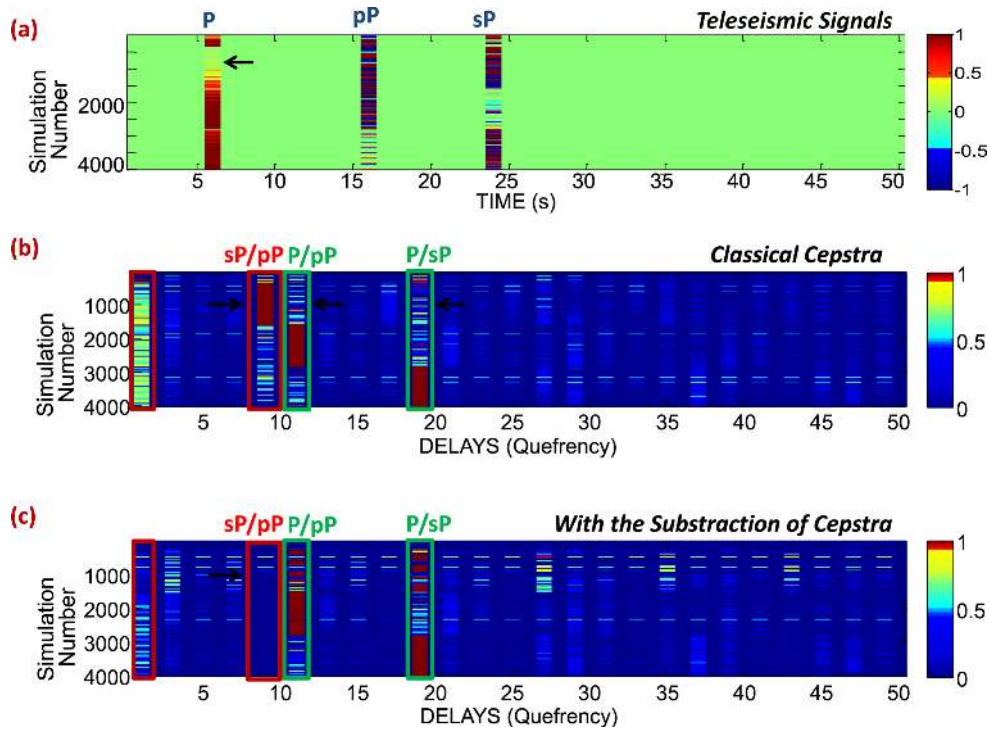 (a)
P pP sP
Teleseismic Signals
Simulation Number
2000
4000
5 10 15 20 25 30 35 40 45 50
TIME (s)
1
0.5
0
-0.5
-1
(b)
sP/pP P/pP P/sP
Classical Cepstra
Simulation Number
1000
2000
3000
4000
5 10 15 20 25 30 35 40 45 50
DELAYS (Quefrency)
1
0.5
0
(c)
sP/pP P/pP P/sP
With the Substraction of Cepstra
Simulation Number
1000
2000
3000
4000
5 10 15 20 25 30 35 40 45 50
DELAYS (Quefrency)
1
0.5
0